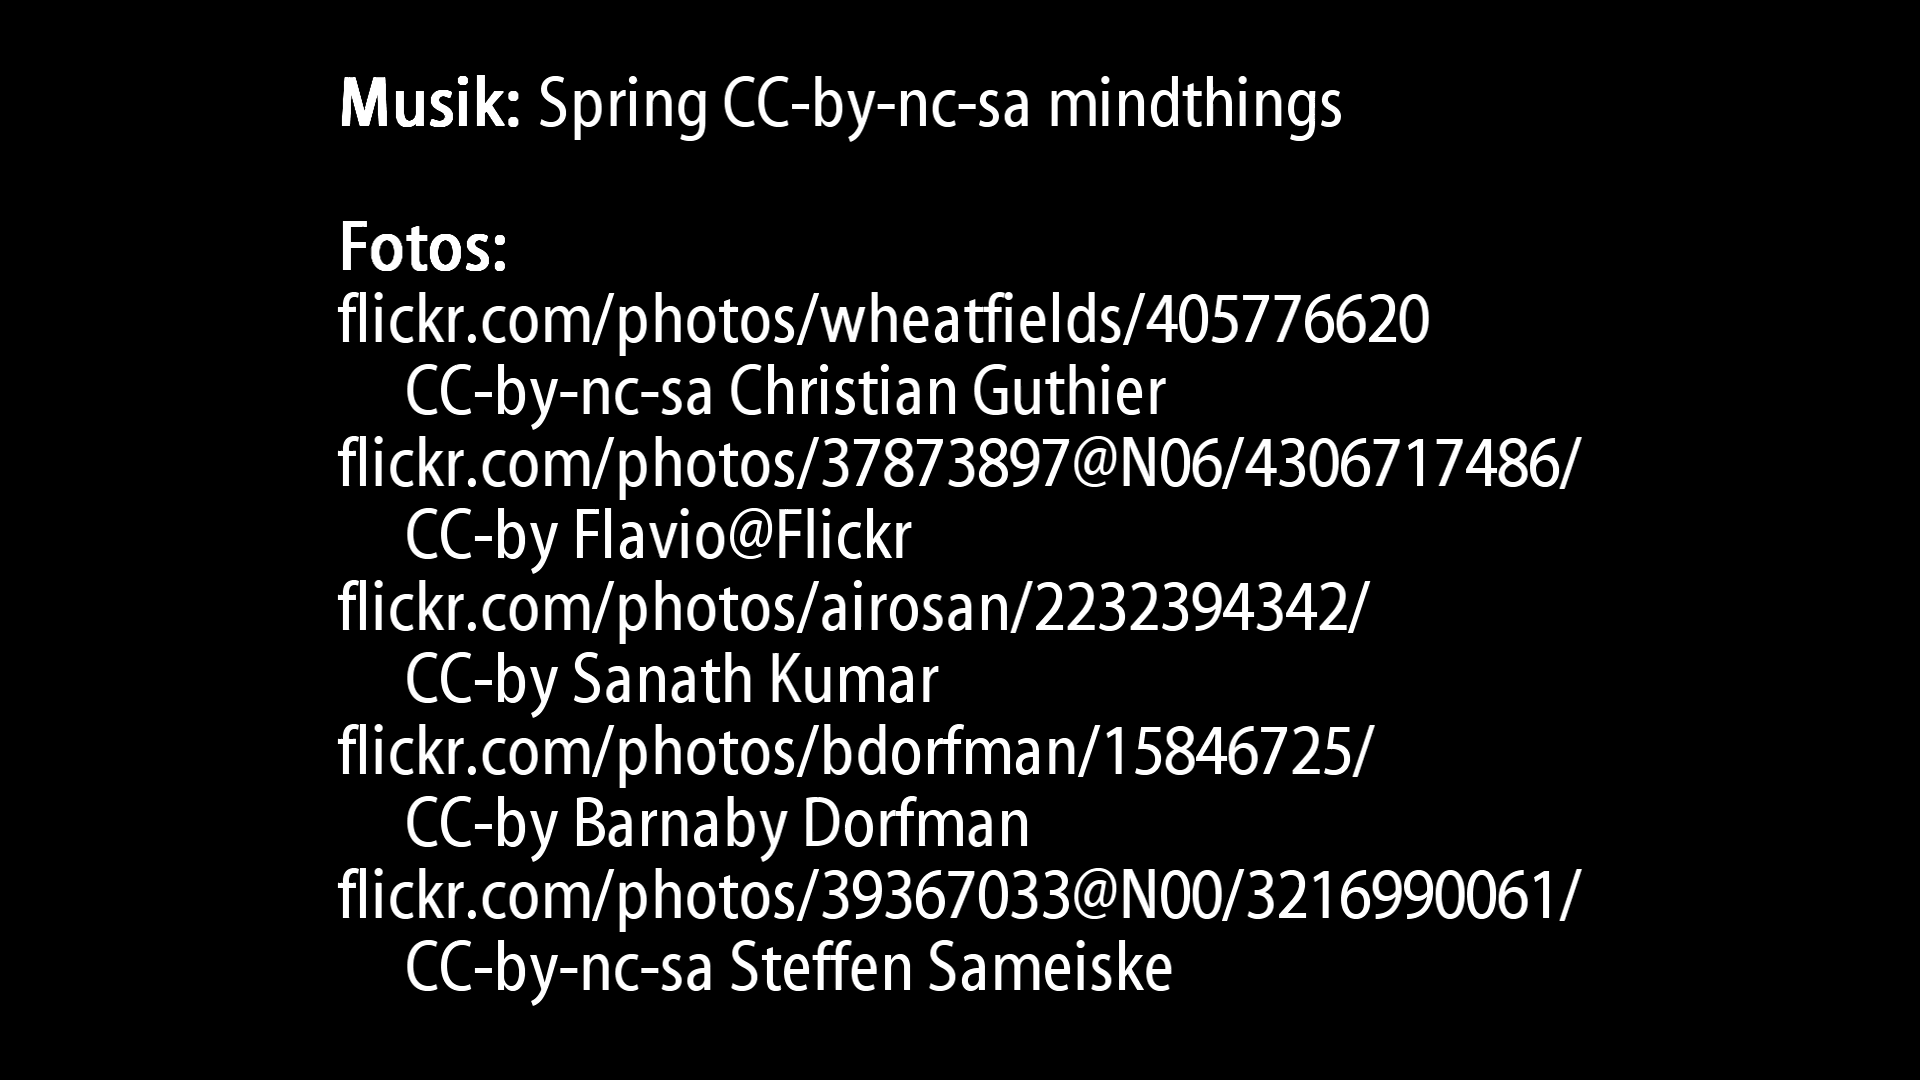 Musik: Spring CC-by-nc-sa mindthings
Fotos:
flickr.com/photos/wheatfields/405776620
CC-by-nc-sa Christian Guthier
flickr.com/photos/37873897@N06/4306717486/
CC-by Flavio@Flickr
flickr.com/photos/airosan/2232394342/
CC-by Sanath Kumar
flickr.com/photos/bdorfman/15846725/
CC-by Barnaby Dorfman
flickr.com/photos/39367033@N00/3216990061/
CC-by-nc-sa Steffen Sameiske